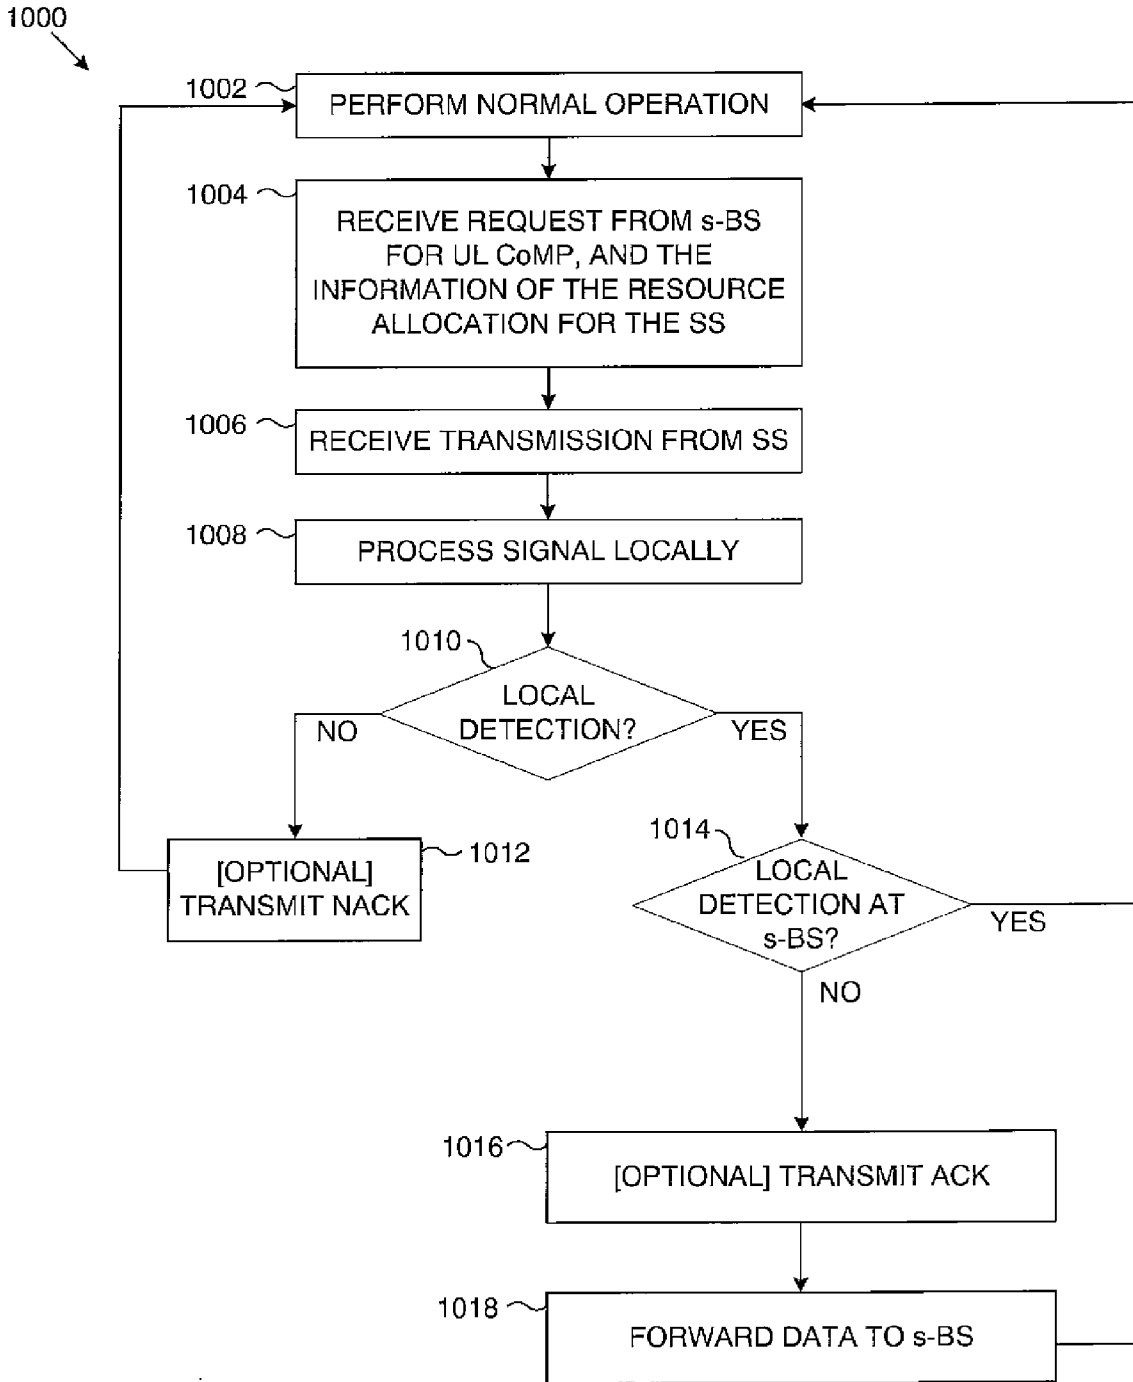 1000
1002
PERFORM NORMAL OPERATION
1004
RECEIVE REQUEST FROM s-BS
FOR UL CoMP, AND THE
INFORMATION OF THE RESOURCE
ALLOCATION FOR THE SS
1006
RECEIVE TRANSMISSION FROM SS
1008
PROCESS SIGNAL LOCALLY
1010
LOCAL
DETECTION?
NO
YES
1012
[OPTIONAL]
TRANSMIT NACK
1014
LOCAL
DETECTION AT
s-BS?
YES
NO
1016
[OPTIONAL] TRANSMIT ACK
1018
FORWARD DATA TO s-BS